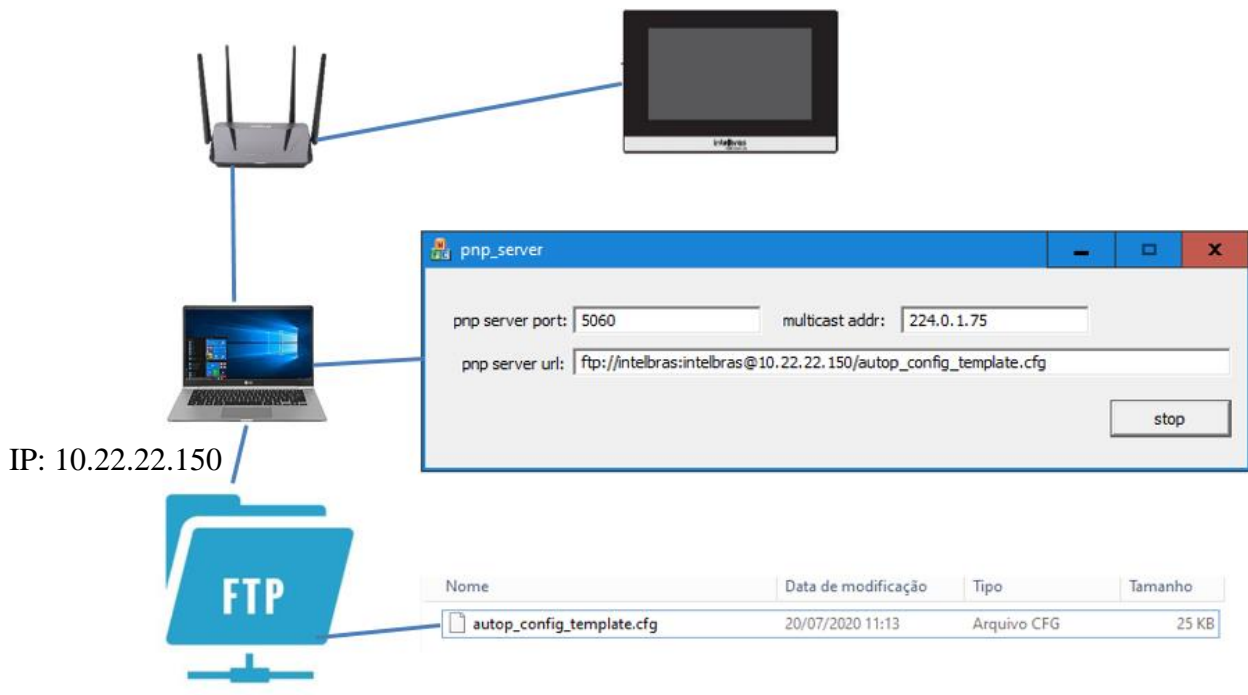 intelbras
pnp_server
pnp server port: 5060 multicast addr: 224.0.1.75
pnp server url: ftp://intelbras:intelbras@10.22.22.150/autop_config_template.cfg
stop
IP: 10.22.22.150
FTP
Nome Data de modificação Tipo Tamanho
autop_config_template.cfg 20/07/2020 11:13 Arquivo CFG 25 KB